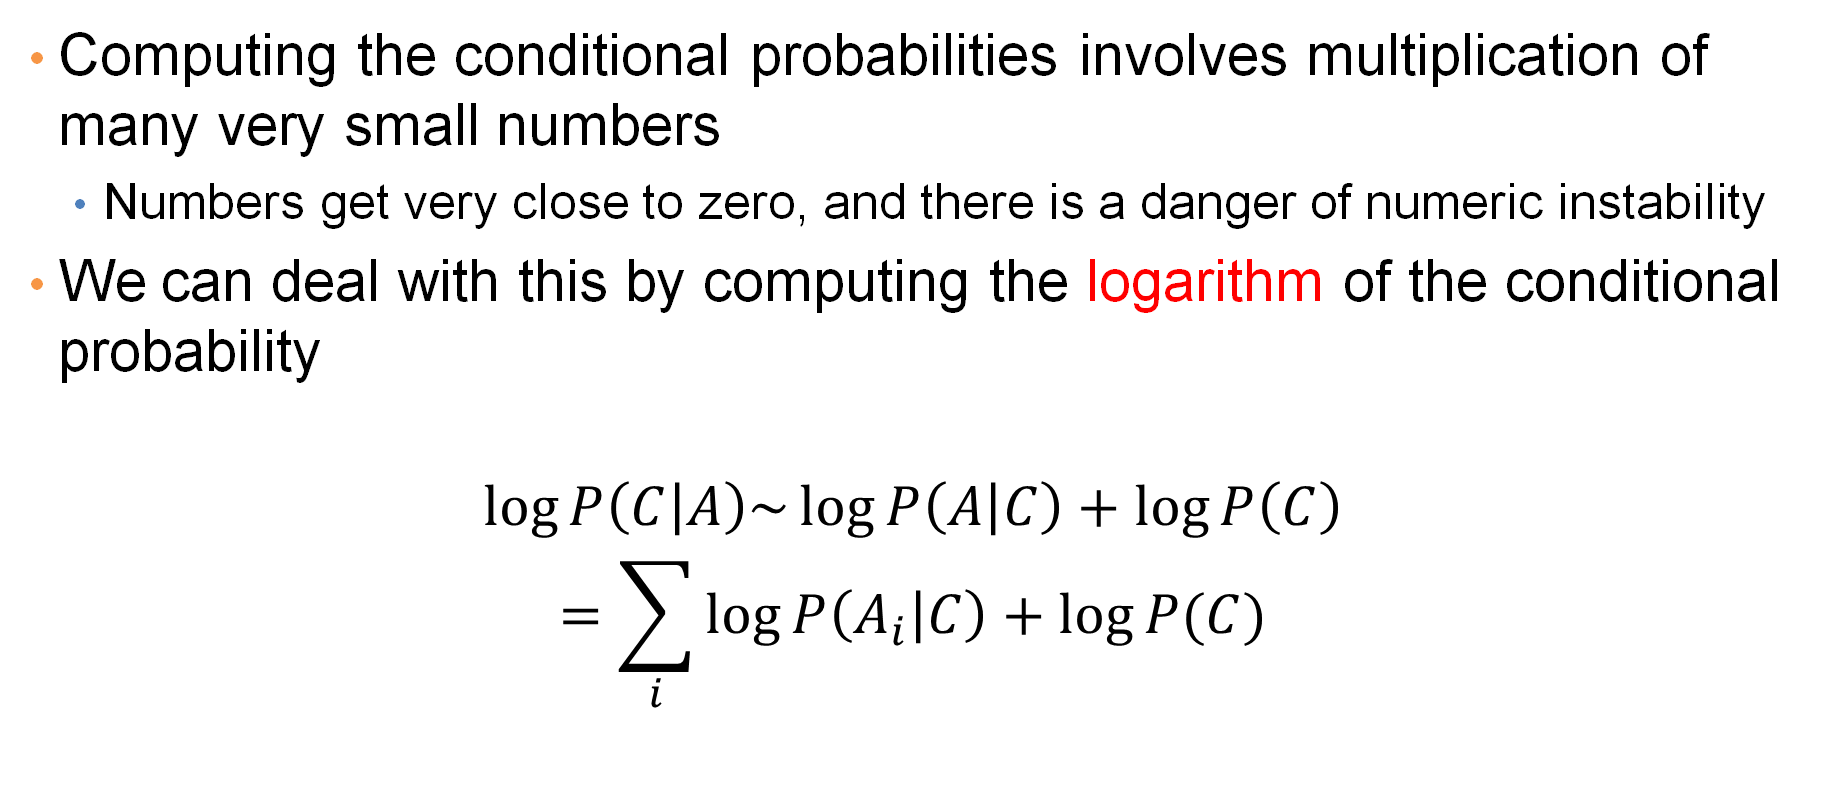 • Computing the conditional probabilities involves multiplication of
many very small numbers
• Numbers get very close to zero, and there is a danger of numeric instability
• We can deal with this by computing the logarithm of the conditional
probability
log P(C|A)~ log P(A|C) + log P(C)
= ∑ log P(Aᵢ|C) + log P(C)
i